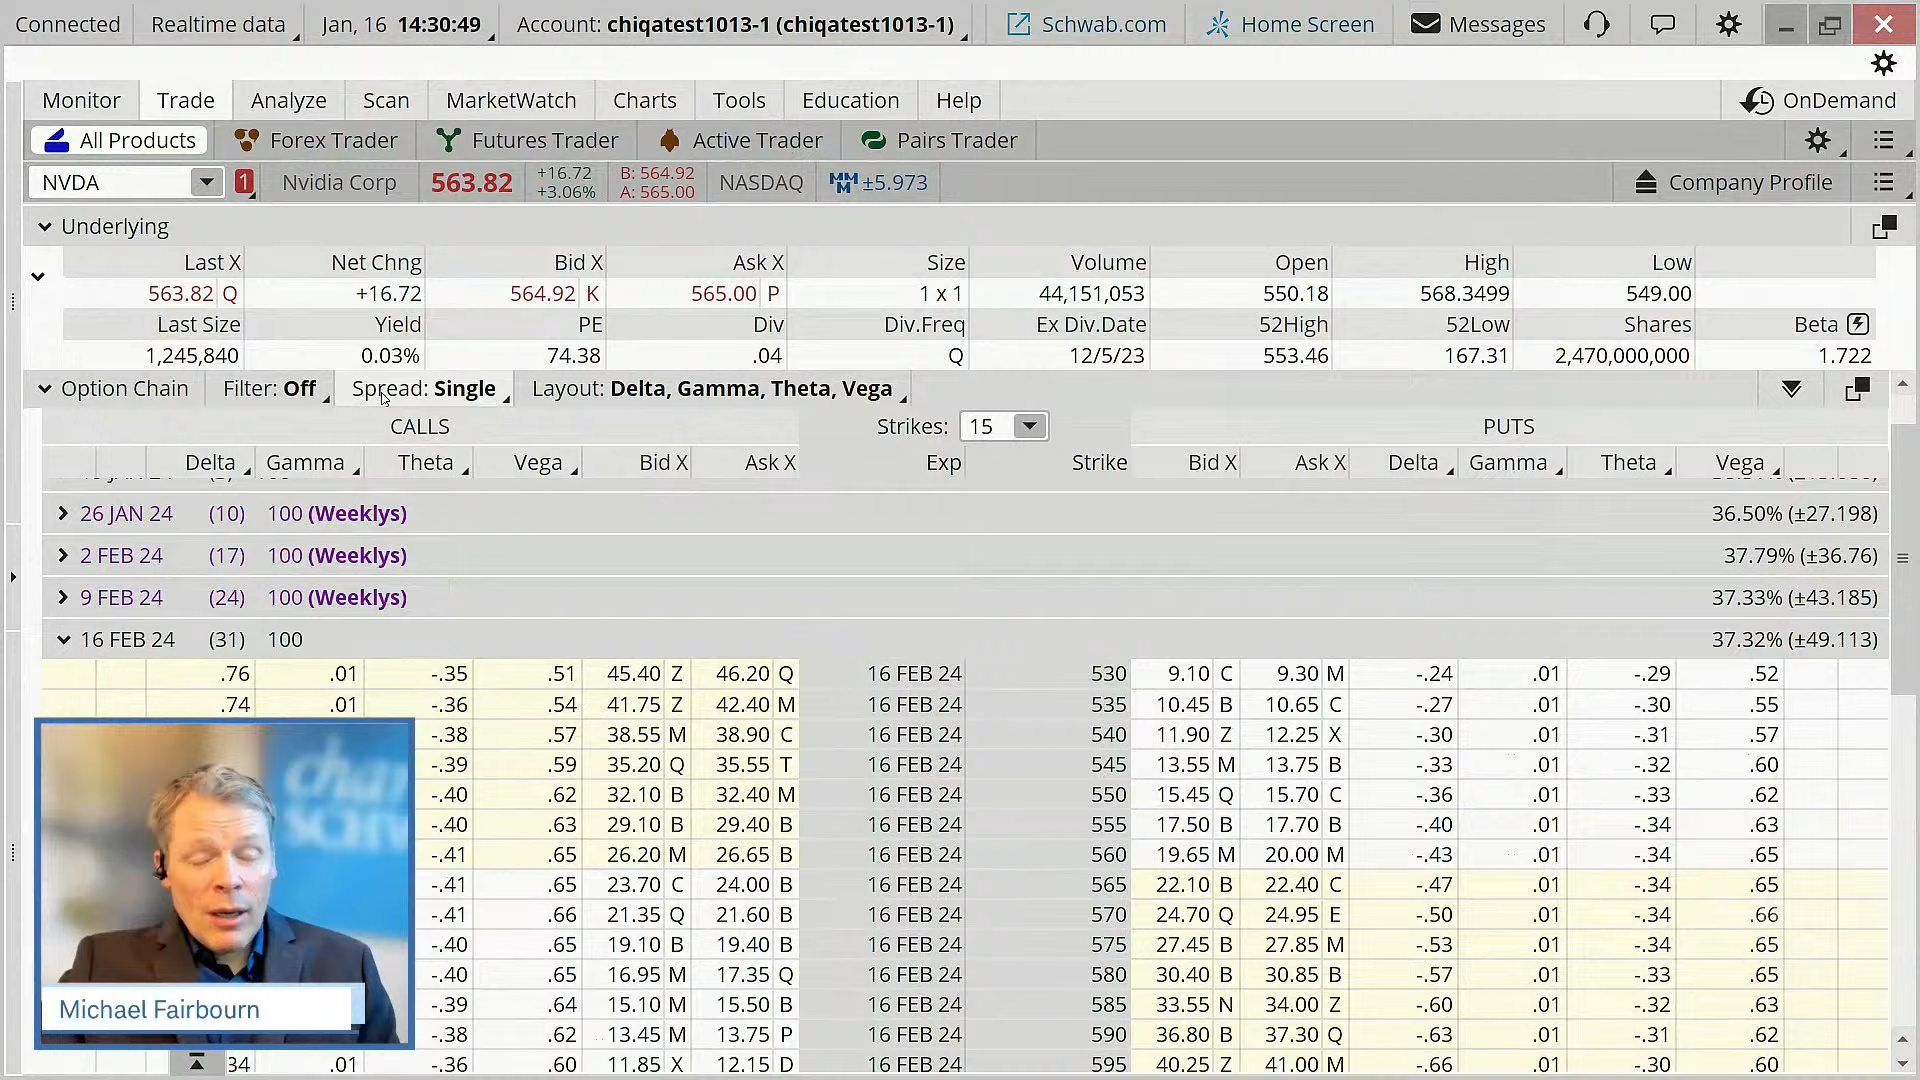 Connected Realtime data Jan, 16 14:30:49 Account: chiqatest1013-1 (chiqatest1013-1) Schwab.com Home Screen Messages
Monitor Trade Analyze Scan MarketWatch Charts Tools Education Help OnDemand
All Products Forex Trader Futures Trader Active Trader Pairs Trader
NVDA 1 Nvidia Corp 563.82 +16.72 +3.06% B: 564.92 A: 565.00 NASDAQ MMM ±5.973 Company Profile
Underlying
Last X Net Chng Bid X Ask X Size Volume Open High Low
563.82 Q +16.72 564.92 K 565.00 P 1 x 1 44,151,053 550.18 568.3499 549.00
Last Size Yield PE Div Div.Freq Ex Div.Date 52High 52Low Shares Beta
1,245,840 0.03% 74.38 .04 Q 12/5/23 553.46 167.31 2,470,000,000 1.722
Option Chain Filter: Off Spread: Single Layout: Delta, Gamma, Theta, Vega
CALLS Strikes: 15 PUTS
Delta Gamma Theta Vega Bid X Ask X Exp Strike Bid X Ask X Delta Gamma Theta Vega
26 JAN 24 (10) 100 (Weeklys) 36.50% (±27.198)
2 FEB 24 (17) 100 (Weeklys) 37.79% (±36.76)
9 FEB 24 (24) 100 (Weeklys) 37.33% (±43.185)
16 FEB 24 (31) 100 37.32% (±49.113)
.76 .01 -.35 .51 45.40 Z 46.20 Q 16 FEB 24 530 9.10 C 9.30 M -.24 .01 -.29 .52
.74 .01 -.36 .54 41.75 Z 42.40 M 16 FEB 24 535 10.45 B 10.65 C -.27 .01 -.30 .55
-.38 .57 38.55 M 38.90 C 16 FEB 24 540 11.90 Z 12.25 X -.30 .01 -.31 .57
-.39 .59 35.20 Q 35.55 T 16 FEB 24 545 13.55 M 13.75 B -.33 .01 -.32 .60
-.40 .62 32.10 B 32.40 M 16 FEB 24 550 15.45 Q 15.70 C -.36 .01 -.33 .62
-.40 .63 29.10 B 29.40 B 16 FEB 24 555 17.50 B 17.70 B -.40 .01 -.34 .63
-.41 .65 26.20 M 26.65 B 16 FEB 24 560 19.65 M 20.00 M -.43 .01 -.34 .65
-.41 .65 23.70 C 24.00 B 16 FEB 24 565 22.10 B 22.40 C -.47 .01 -.34 .65
-.41 .66 21.35 Q 21.60 B 16 FEB 24 570 24.70 Q 24.95 E -.50 .01 -.34 .66
-.40 .65 19.10 B 19.40 B 16 FEB 24 575 27.45 B 27.85 M -.53 .01 -.34 .65
-.40 .65 16.95 M 17.35 Q 16 FEB 24 580 30.40 B 30.85 B -.57 .01 -.33 .65
-.39 .64 15.10 M 15.50 B 16 FEB 24 585 33.55 N 34.00 Z -.60 .01 -.32 .63
-.38 .62 13.45 M 13.75 P 16 FEB 24 590 36.80 B 37.30 Q -.63 .01 -.31 .62
34 .01 -.36 .60 11.85 X 12.15 D 16 FEB 24 595 40.25 Z 41.00 M -.66 .01 -.30 .60
Michael Fairbourn